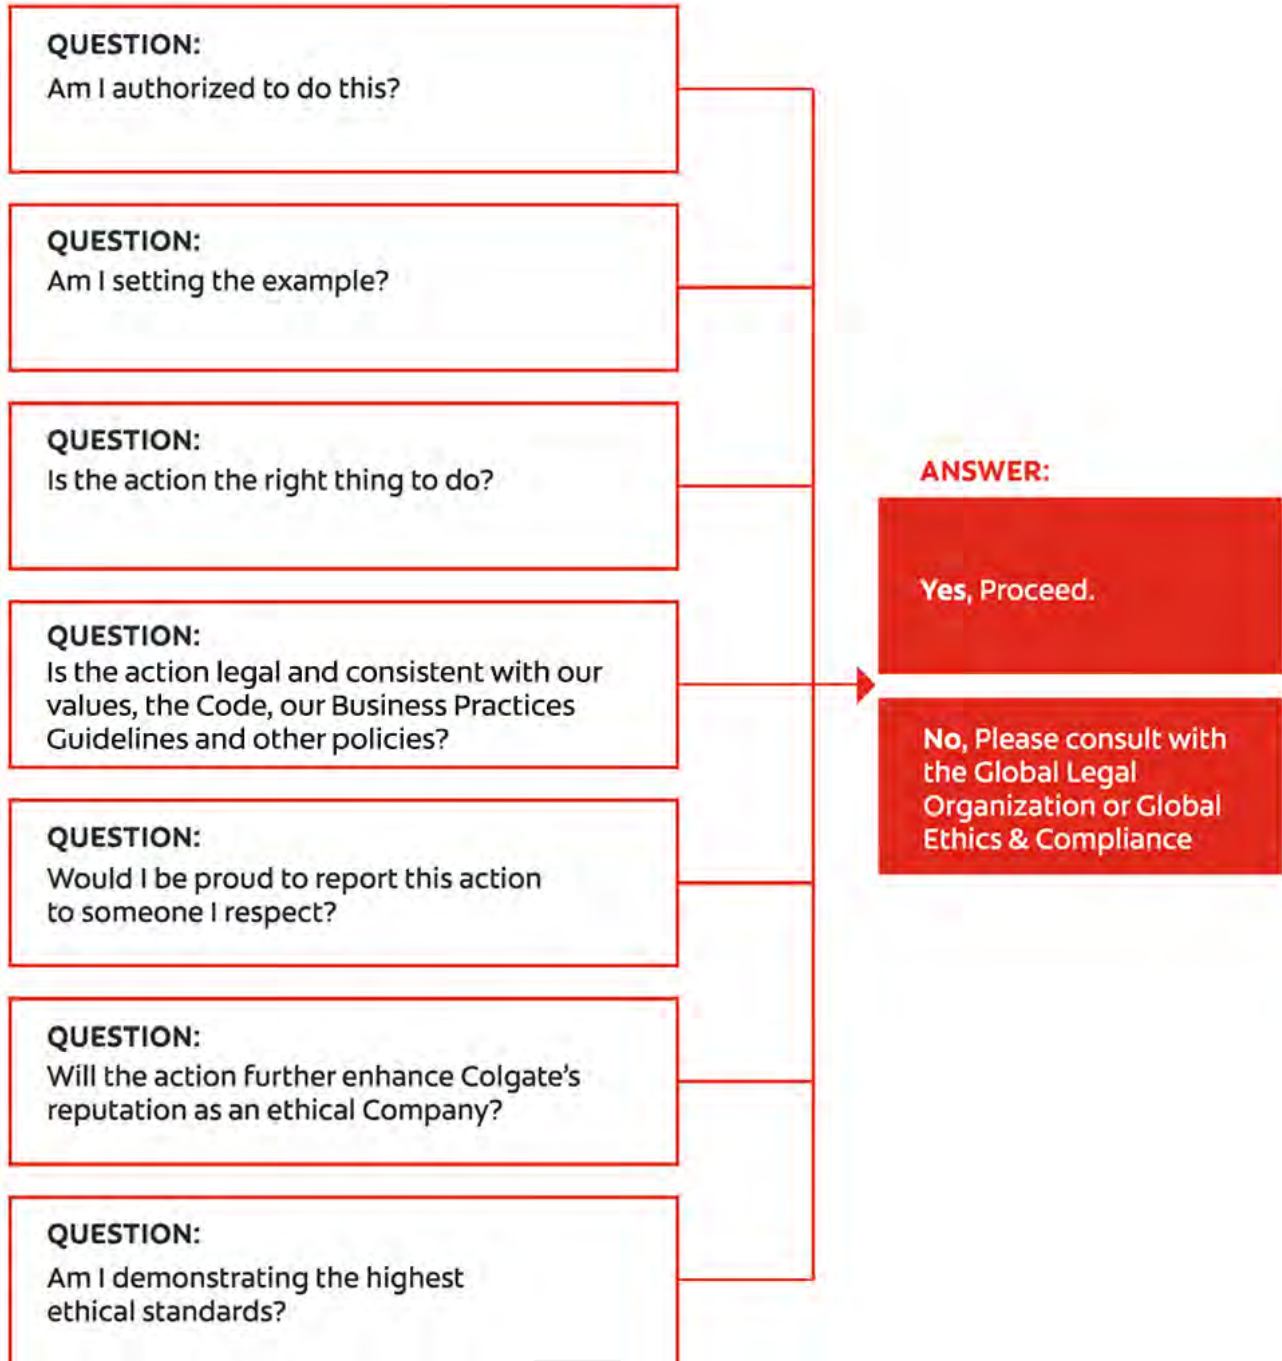 QUESTION:
Am I authorized to do this?
QUESTION:
Am I setting the example?
QUESTION:
Is the action the right thing to do?
QUESTION:
Is the action legal and consistent with our
values, the Code, our Business Practices
Guidelines and other policies?
QUESTION:
Would I be proud to report this action
to someone I respect?
QUESTION:
Will the action further enhance Colgate's
reputation as an ethical Company?
QUESTION:
Am I demonstrating the highest
ethical standards?
ANSWER:
Yes, Proceed.
No, Please consult with
the Global Legal
Organization or Global
Ethics & Compliance